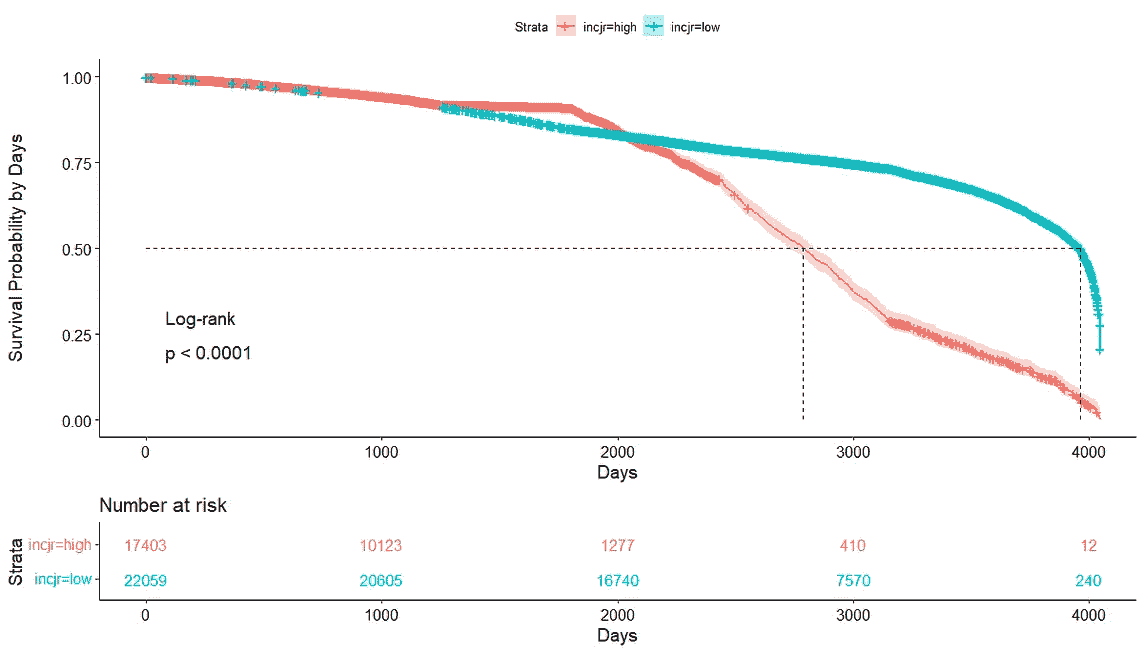 Strata incjr=high incjr=low
Survival Probability by Days
1.00
0.75
0.50
0.25
0.00
Log-rank
p < 0.0001
0 1000 2000 3000 4000
Days
Number at risk
Strata
incjr=high 17403 10123 1277 410 12
incjr=low 22059 20605 16740 7570 240
0 1000 2000 3000 4000
Days